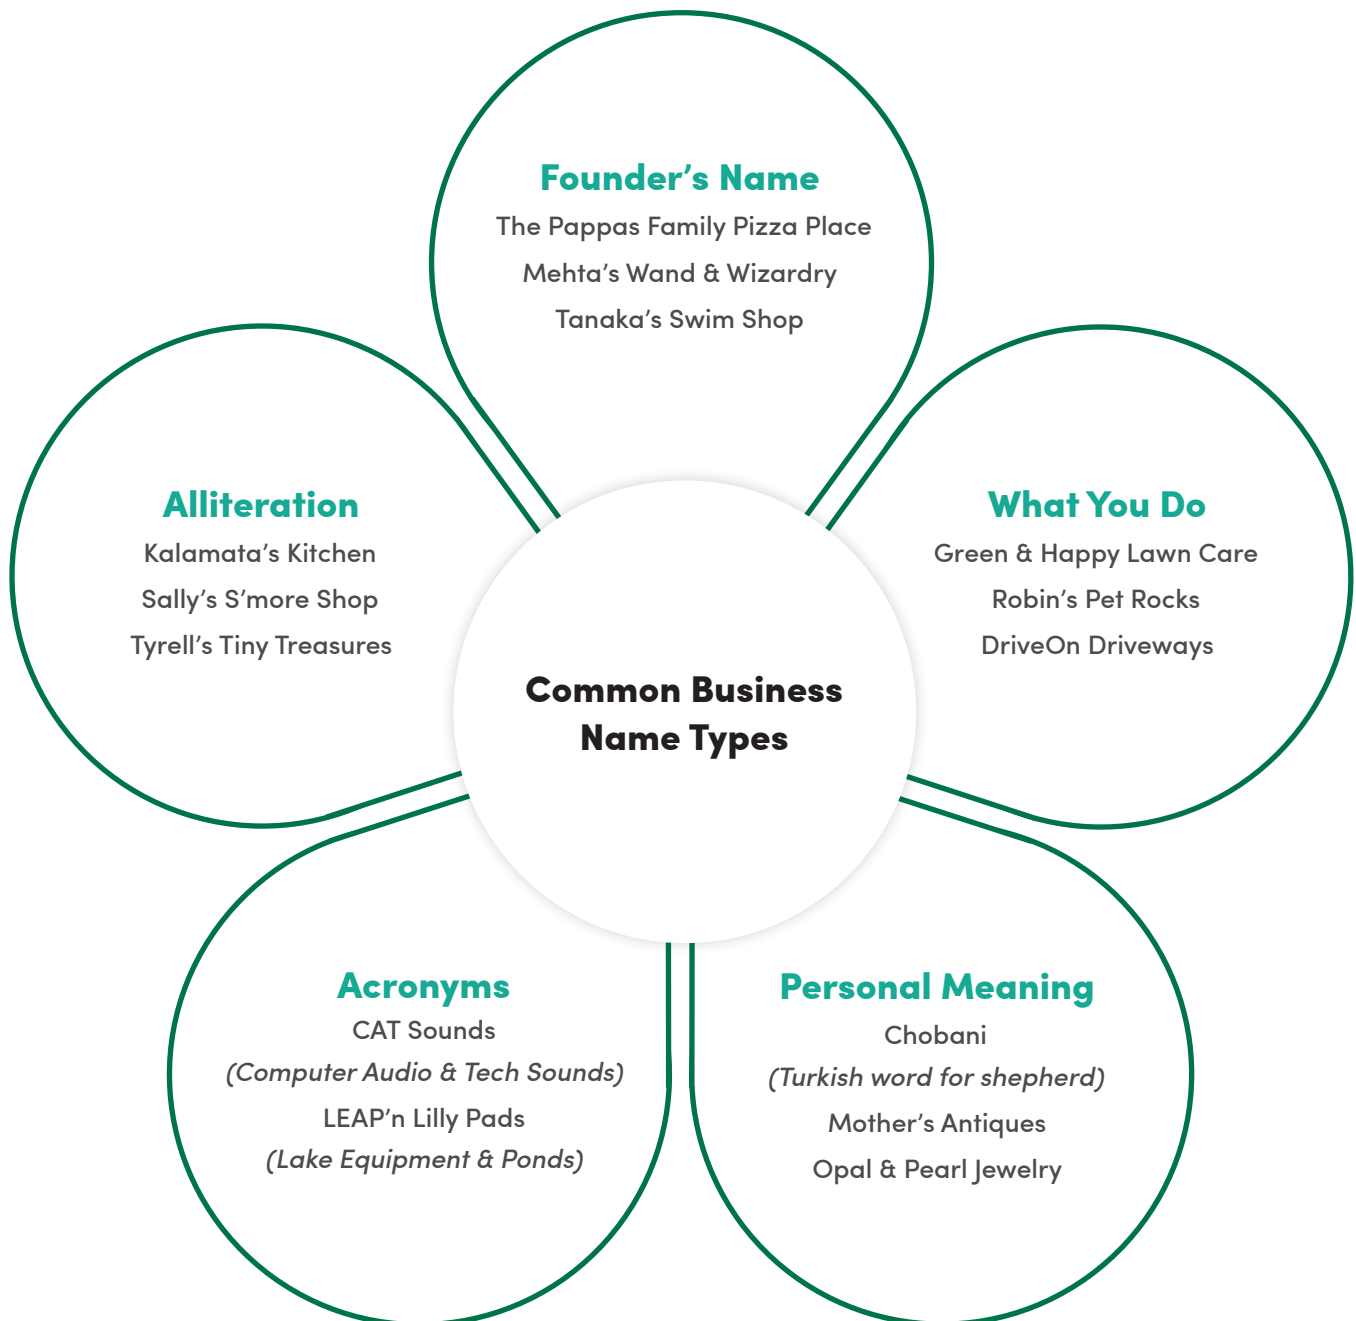 Founder’s Name
The Pappas Family Pizza Place
Mehta’s Wand & Wizardry
Tanaka’s Swim Shop
Alliteration
Kalamata’s Kitchen
Sally’s S’more Shop
Tyrell’s Tiny Treasures
What You Do
Green & Happy Lawn Care
Robin’s Pet Rocks
DriveOn Driveways
Common Business
Name Types
Acronyms
CAT Sounds
(Computer Audio & Tech Sounds)
LEAP’n Lilly Pads
(Lake Equipment & Ponds)
Personal Meaning
Chobani
(Turkish word for shepherd)
Mother’s Antiques
Opal & Pearl Jewelry